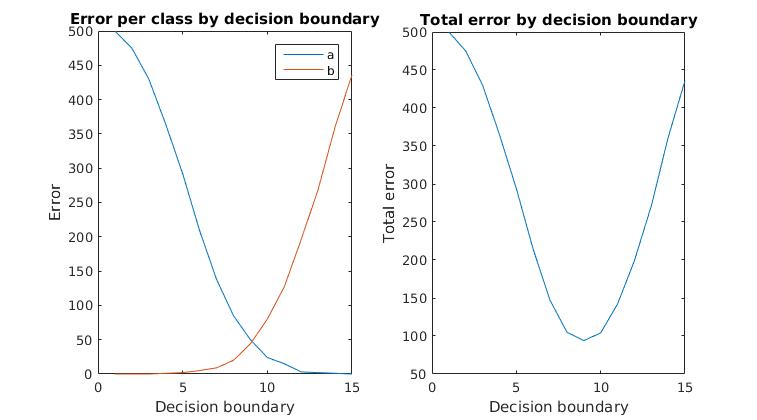 Error per class by decision boundary
Error
500
450
400
350
300
250
200
150
100
50
0
a
b
0 5 10 15
Decision boundary
Total error by decision boundary
Total error
500
450
400
350
300
250
200
150
100
50
0 5 10 15
Decision boundary